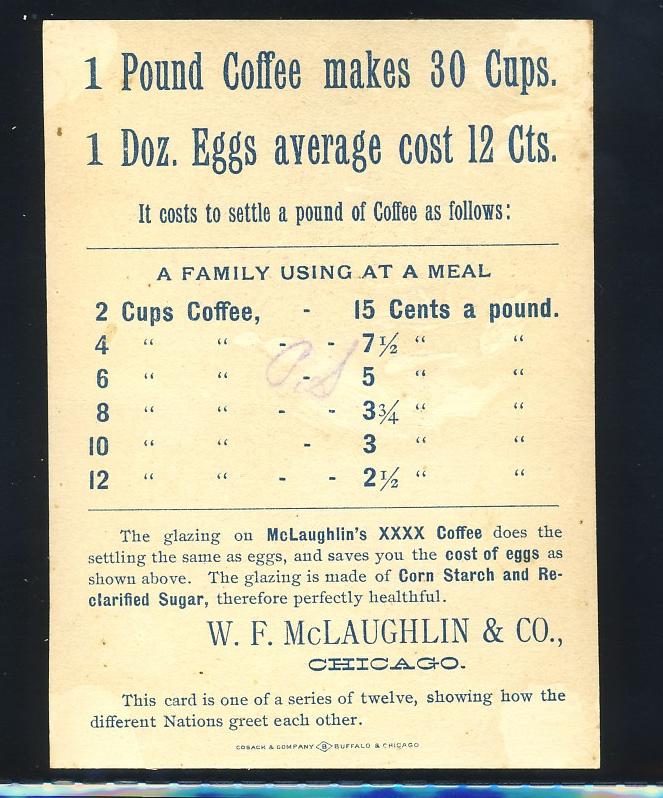 1 Pound Coffee makes 30 Cups.
1 Doz. Eggs average cost 12 Cts.
It costs to settle a pound of Coffee as follows:
A FAMILY USING AT A MEAL
2 Cups Coffee, - 15 Cents a pound.
4 " " - - 7½ " "
6 " " - 5 " "
8 " " - - 3¾ " "
10 " " - 3 " "
12 " " - - 2½ " "
The glazing on McLaughlin's XXXX Coffee does the
settling the same as eggs, and saves you the cost of eggs as
shown above. The glazing is made of Corn Starch and Re-
clarified Sugar, therefore perfectly healthful.
W. F. McLAUGHLIN & CO.,
CHICAGO.
This card is one of a series of twelve, showing how the
different Nations greet each other.
COSACK & COMPANY B BUFFALO & CHICAGO